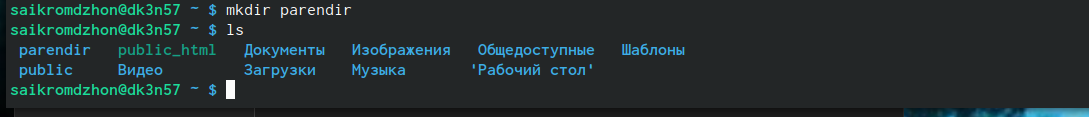 saikromdzhon@dk3n57 ~ $ mkdir parendir
saikromdzhon@dk3n57 ~ $ ls
parendir public_html Документы Изображения Общедоступные Шаблоны
public Видео Загрузки Музыка 'Рабочий стол'
saikromdzhon@dk3n57 ~ $